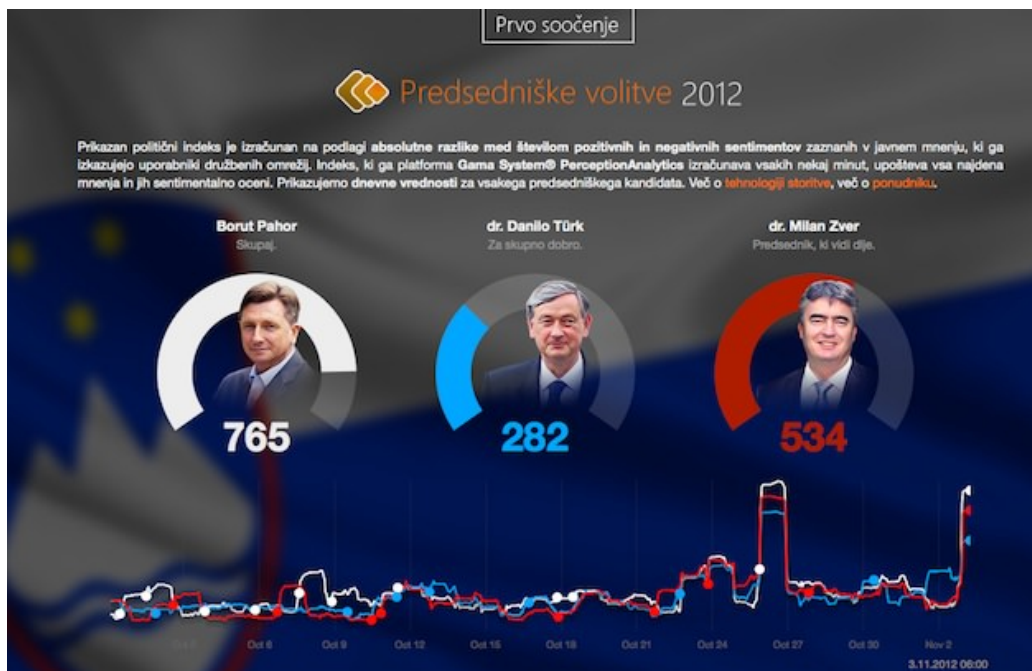 Prvo soočenje
Predsedniške volitve 2012
Prikazan politični indeks je izračunan na podlagi absolutne razlike med številom pozitivnih in negativnih sentimentov zaznanih v javnem mnenju, ki ga
izkazujejo uporabniki družbenih omrežij. Indeks, ki ga platforma Gama System® PerceptionAnalytics izračunava vsakih nekaj minut, upošteva vsa najdena
mnenja in jih sentimentalno oceni. Prikazujemo dnevne vrednosti za vsakega predsedniškega kandidata. Več o tehnologiji storitve, več o ponudniku.
Borut Pahor
Skupaj.
765
dr. Danilo Türk
Za skupno dobro.
282
dr. Milan Zver
Predsednik, ki vidi dlje.
534
Oct 6 Oct 9 Oct 12 Oct 15 Oct 18 Oct 21 Oct 24 Oct 27 Oct 30 Nov 2
3.11.2012 06:00